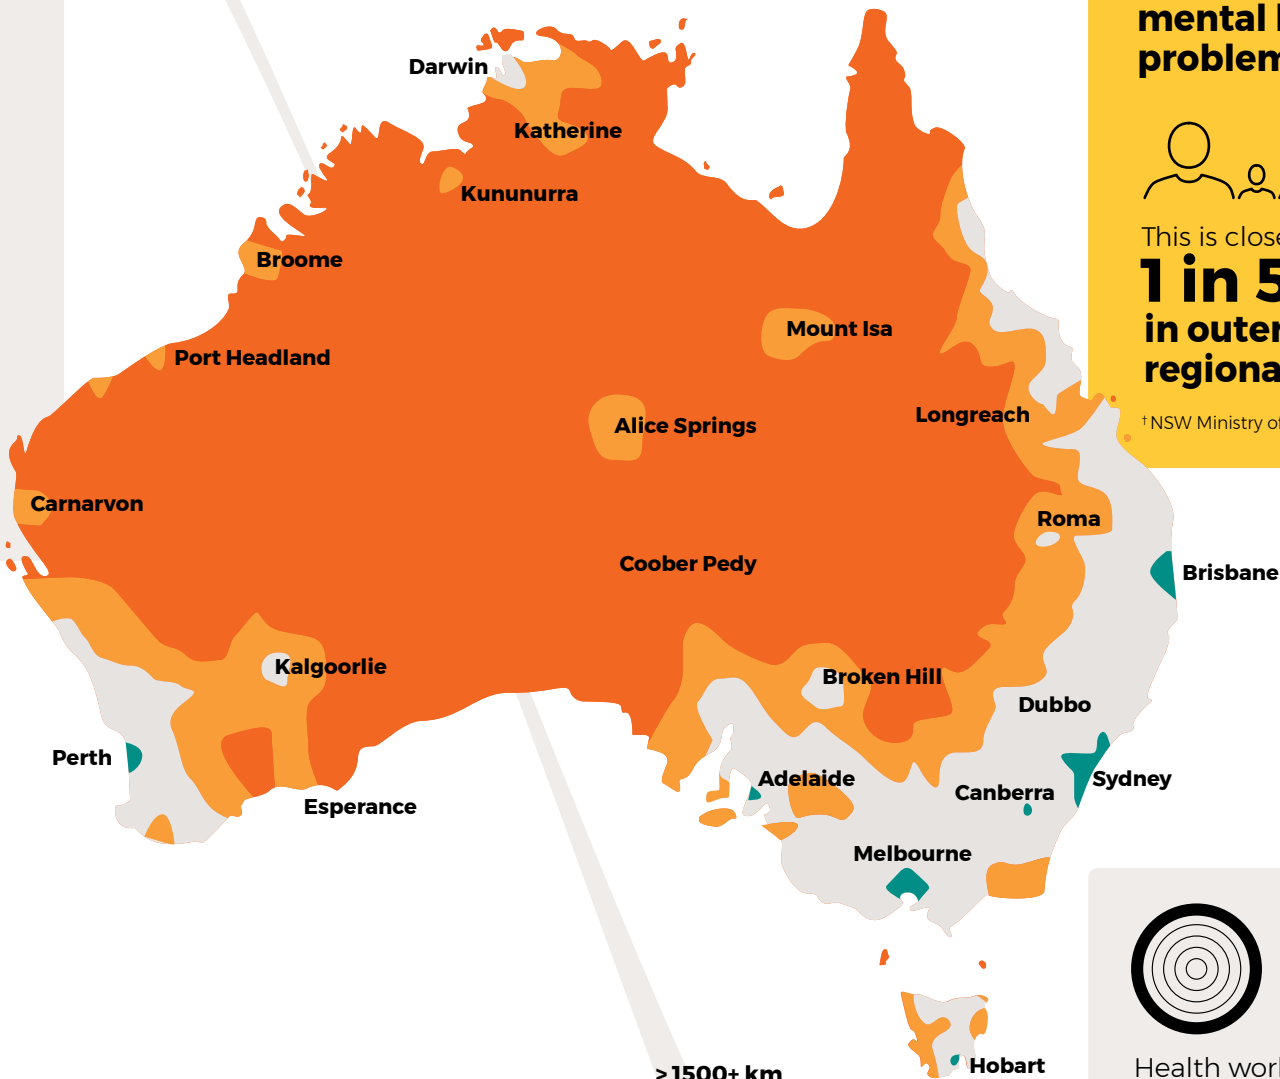 Darwin
Katherine
Kununurra
Broome
Mount Isa
Port Headland
Longreach
Alice Springs
Carnarvon
Roma
Coober Pedy
Brisbane
Kalgoorlie
Broken Hill
Dubbo
Perth
Adelaide
Sydney
Canberra
Esperance
Melbourne
Hobart
>1500+ km
mental
problem
This is close
1 in 5
in outer
regiona
†NSW Ministry of
Health wor